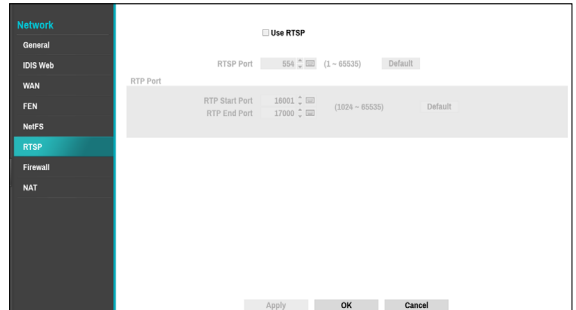 Network
General
IDIS Web
WAN
FEN
NetFS
RTSP
Firewall
NAT
Use RTSP
RTSP Port 554 (1 ~ 65535) Default
RTP Port
RTP Start Port 16001
RTP End Port 17000
(1024 ~ 65535) Default
Apply OK Cancel